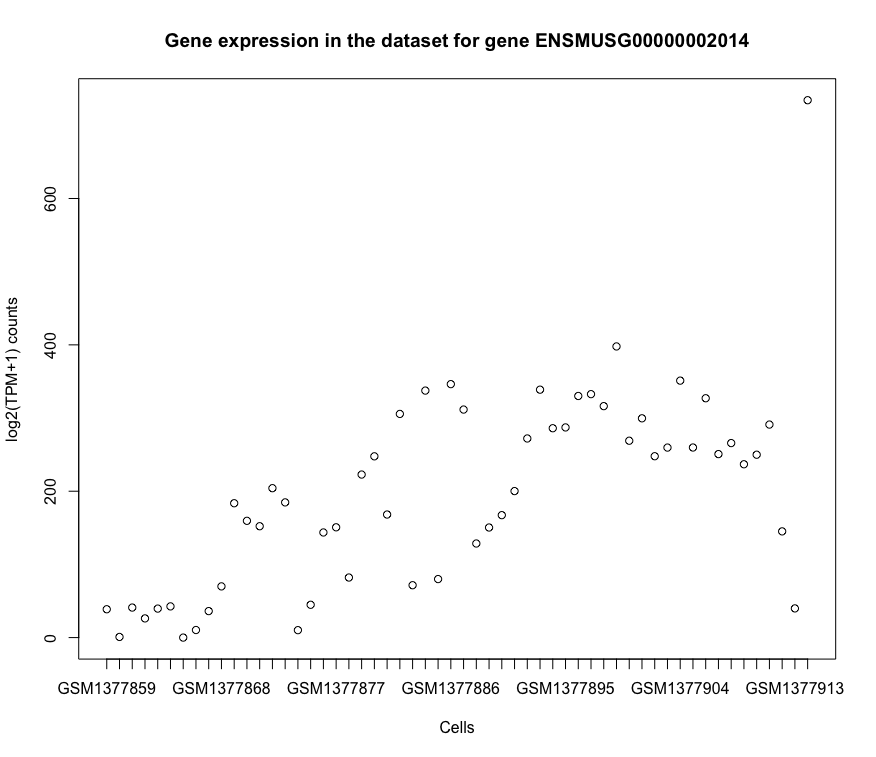 Gene expression in the dataset for gene ENSMUSG00000002014
log2(TPM+1) counts
600
400
200
0
GSM1377859 GSM1377868 GSM1377877 GSM1377886 GSM1377895 GSM1377904 GSM1377913
Cells